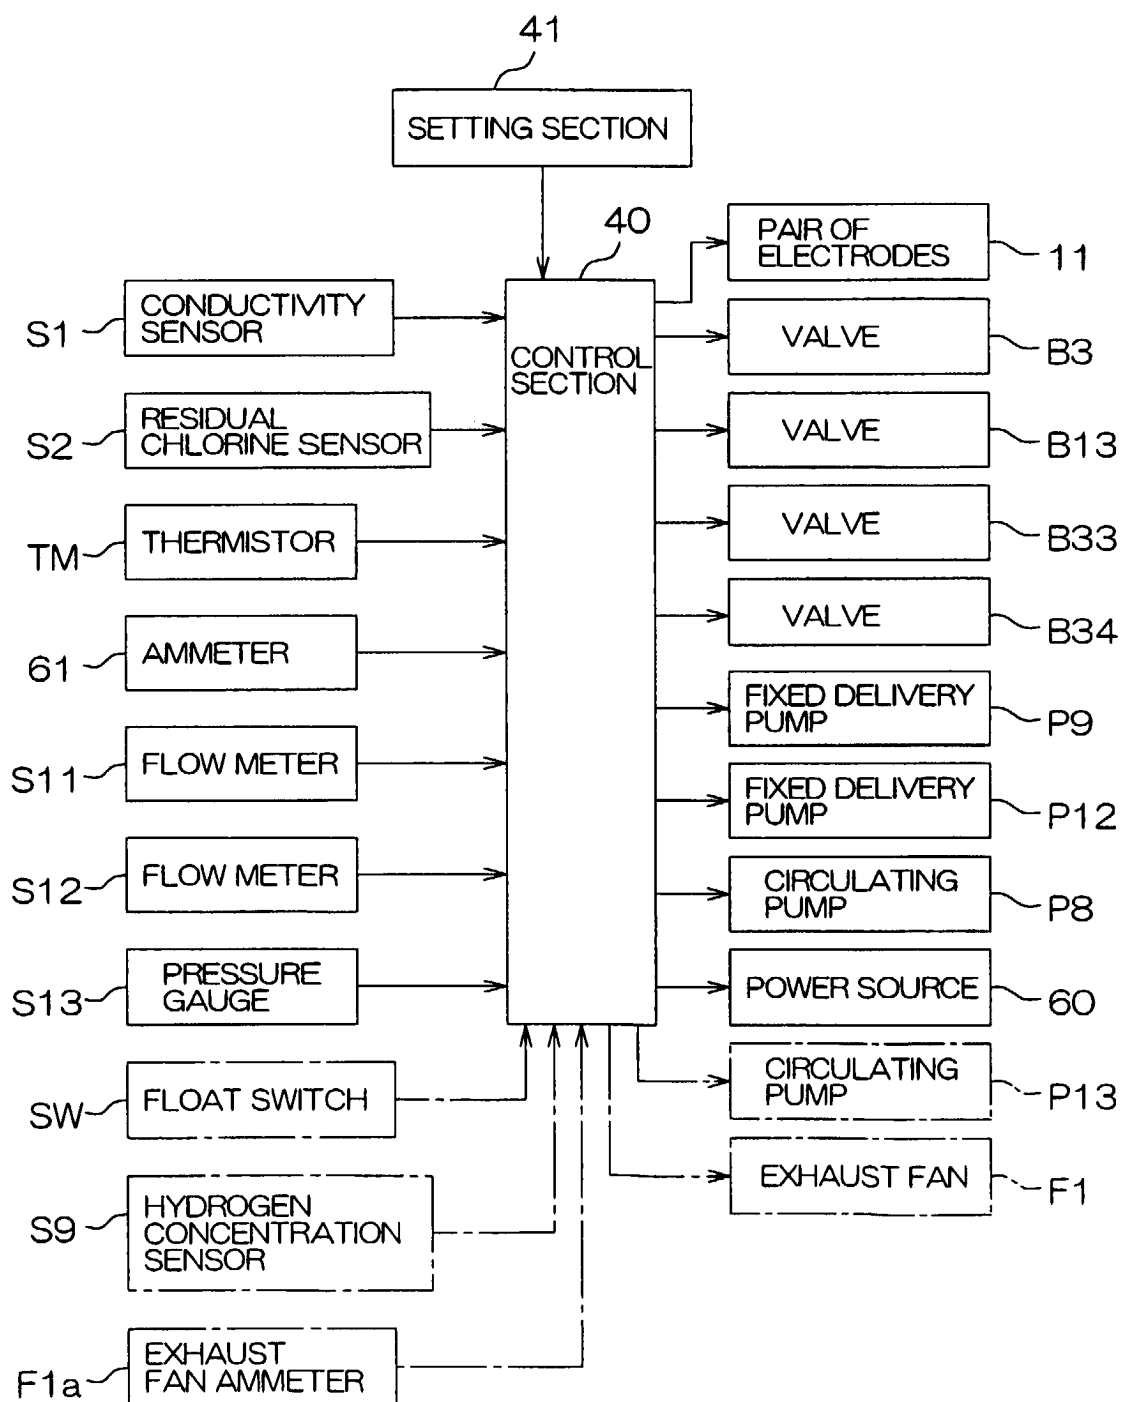 41
SETTING SECTION
40
CONTROL
SECTION
S1
CONDUCTIVITY
SENSOR
S2
RESIDUAL
CHLORINE SENSOR
TM
THERMISTOR
61
AMMETER
S11
FLOW METER
S12
FLOW METER
S13
PRESSURE
GAUGE
SW
FLOAT SWITCH
S9
HYDROGEN
CONCENTRATION
SENSOR
F1a
EXHAUST
FAN AMMETER
PAIR OF
ELECTRODES
11
VALVE
B3
VALVE
B13
VALVE
B33
VALVE
B34
FIXED DELIVERY
PUMP
P9
FIXED DELIVERY
PUMP
P12
CIRCULATING
PUMP
P8
POWER SOURCE
60
CIRCULATING
PUMP
P13
EXHAUST FAN
F1